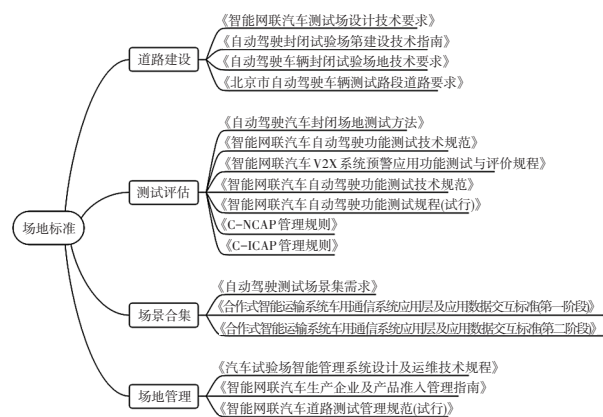 场地标准
道路建设
《智能网联汽车测试场设计技术要求》
《自动驾驶封闭试验场第建设技术指南》
《自动驾驶车辆封闭试验场地技术要求》
《北京市自动驾驶车辆测试路段道路要求》
测试评估
《自动驾驶汽车封闭场地测试方法》
《智能网联汽车自动驾驶功能测试技术规范》
《智能网联汽车V2X系统预警应用功能测试与评价规程》
《智能网联汽车自动驾驶功能测试技术规范》
《智能网联汽车自动驾驶功能测试规程(试行)》
《C-NCAP管理规则》
《C-ICAP管理规则》
场景合集
《自动驾驶测试场景集需求》
《合作式智能运输系统车用通信系统应用层及应用数据交互标准(第一阶段)》
《合作式智能运输系统车用通信系统应用层及应用数据交互标准(第二阶段)》
场地管理
《汽车试验场智能管理系统设计及运维技术规程》
《智能网联汽车生产企业及产品准入管理指南》
《智能网联汽车道路测试管理规范(试行)》